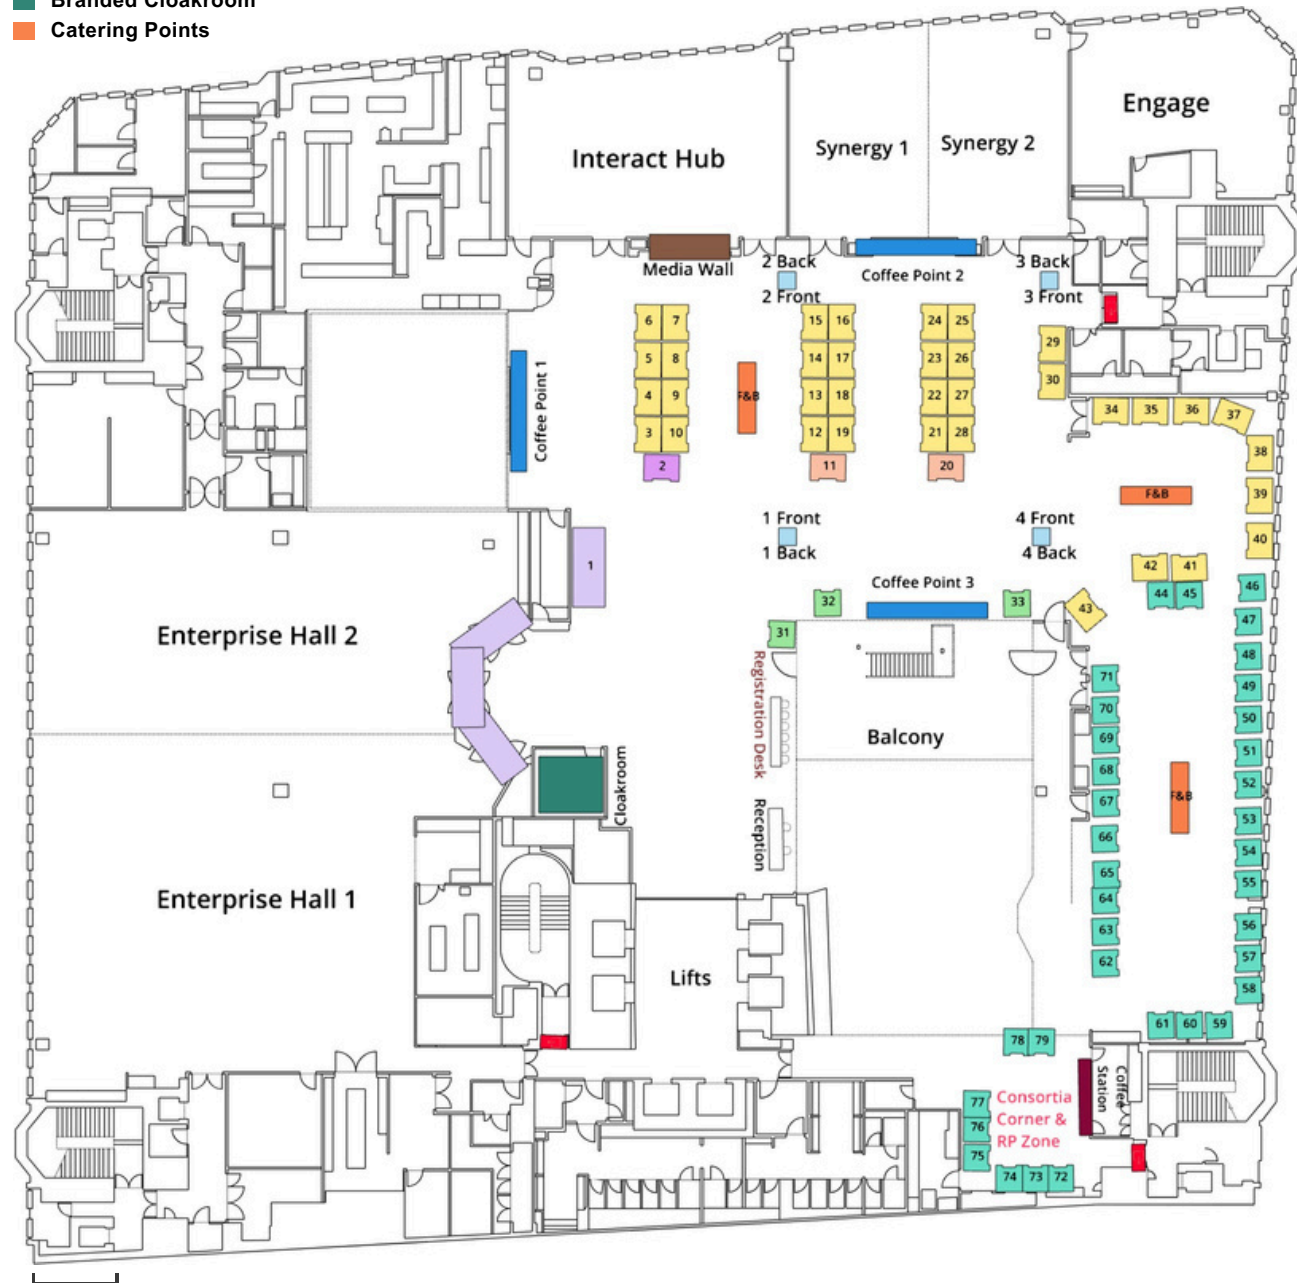 Branded Cloakroom
Catering Points
Engage
Synergy 2
Synergy 1
Interact Hub
Media Wall
2 Back
2 Front
Coffee Point 2
3 Back
3 Front
6 7
5 8
4 9
3 10
2
F&B
15 16
14 17
13 18
12 19
11
24 25
23 26
22 27
21 28
20
29
30
34 35 36 37
38
39
40
F&B
Coffee Point 1
1 Front
1 Back
4 Front
4 Back
1
42 41
44 45
43
Coffee Point 3
32
33
31
Enterprise Hall 2
Registration Desk
Balcony
Reception
Cloakroom
46
47
48
49
50
51
52
53
54
55
56
57
58
71
70
69
68
67
66
65
64
63
62
F&B
Enterprise Hall 1
Lifts
61 60 59
78 79
77
76
75
74 73 72
Consortia
Corner &
RP Zone
Coffee
Station